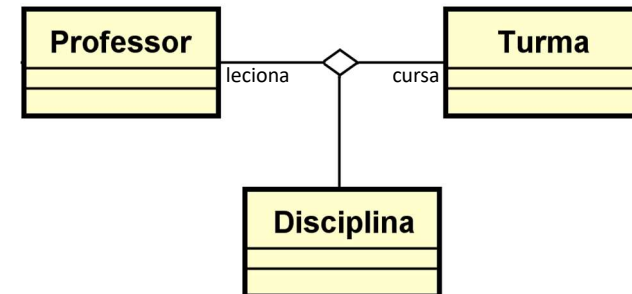 Professor
Turma
leciona
cursa
Disciplina